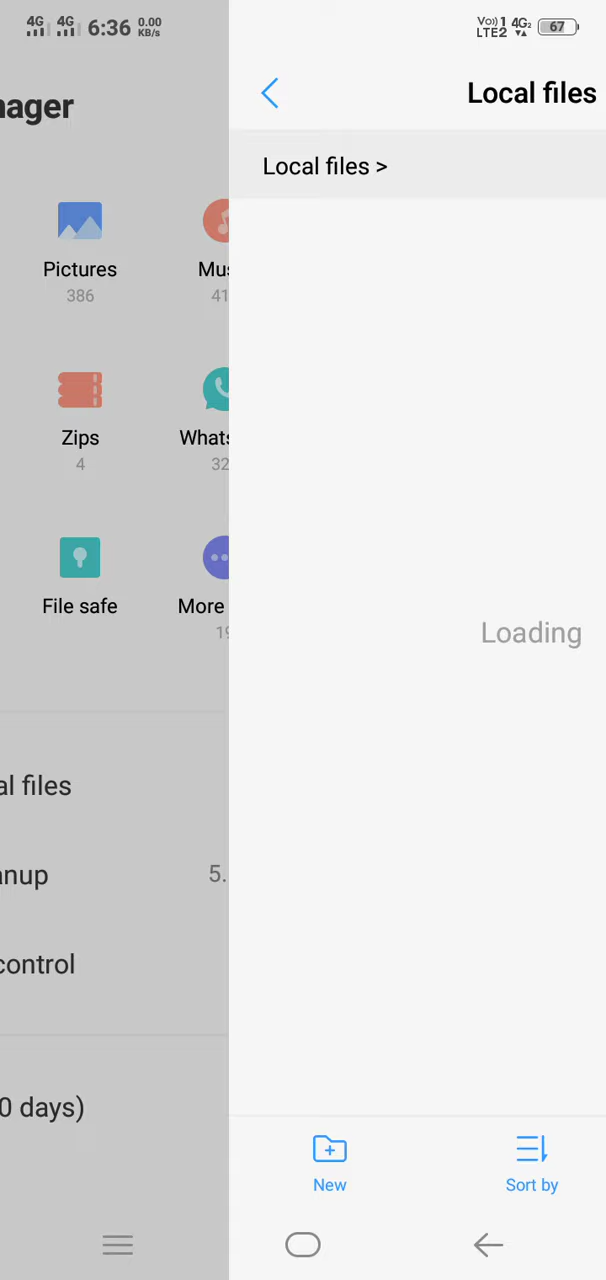 4G 4G 6:36 0.00 KB/s Vo)) 1 LTE2 4G2 67
nager
Local files
Local files >
Pictures
Mus
386
41
Zips
Whats
4
32
File safe
More
19
Loading
al files
anup
5.
control
0 days)
New
Sort by